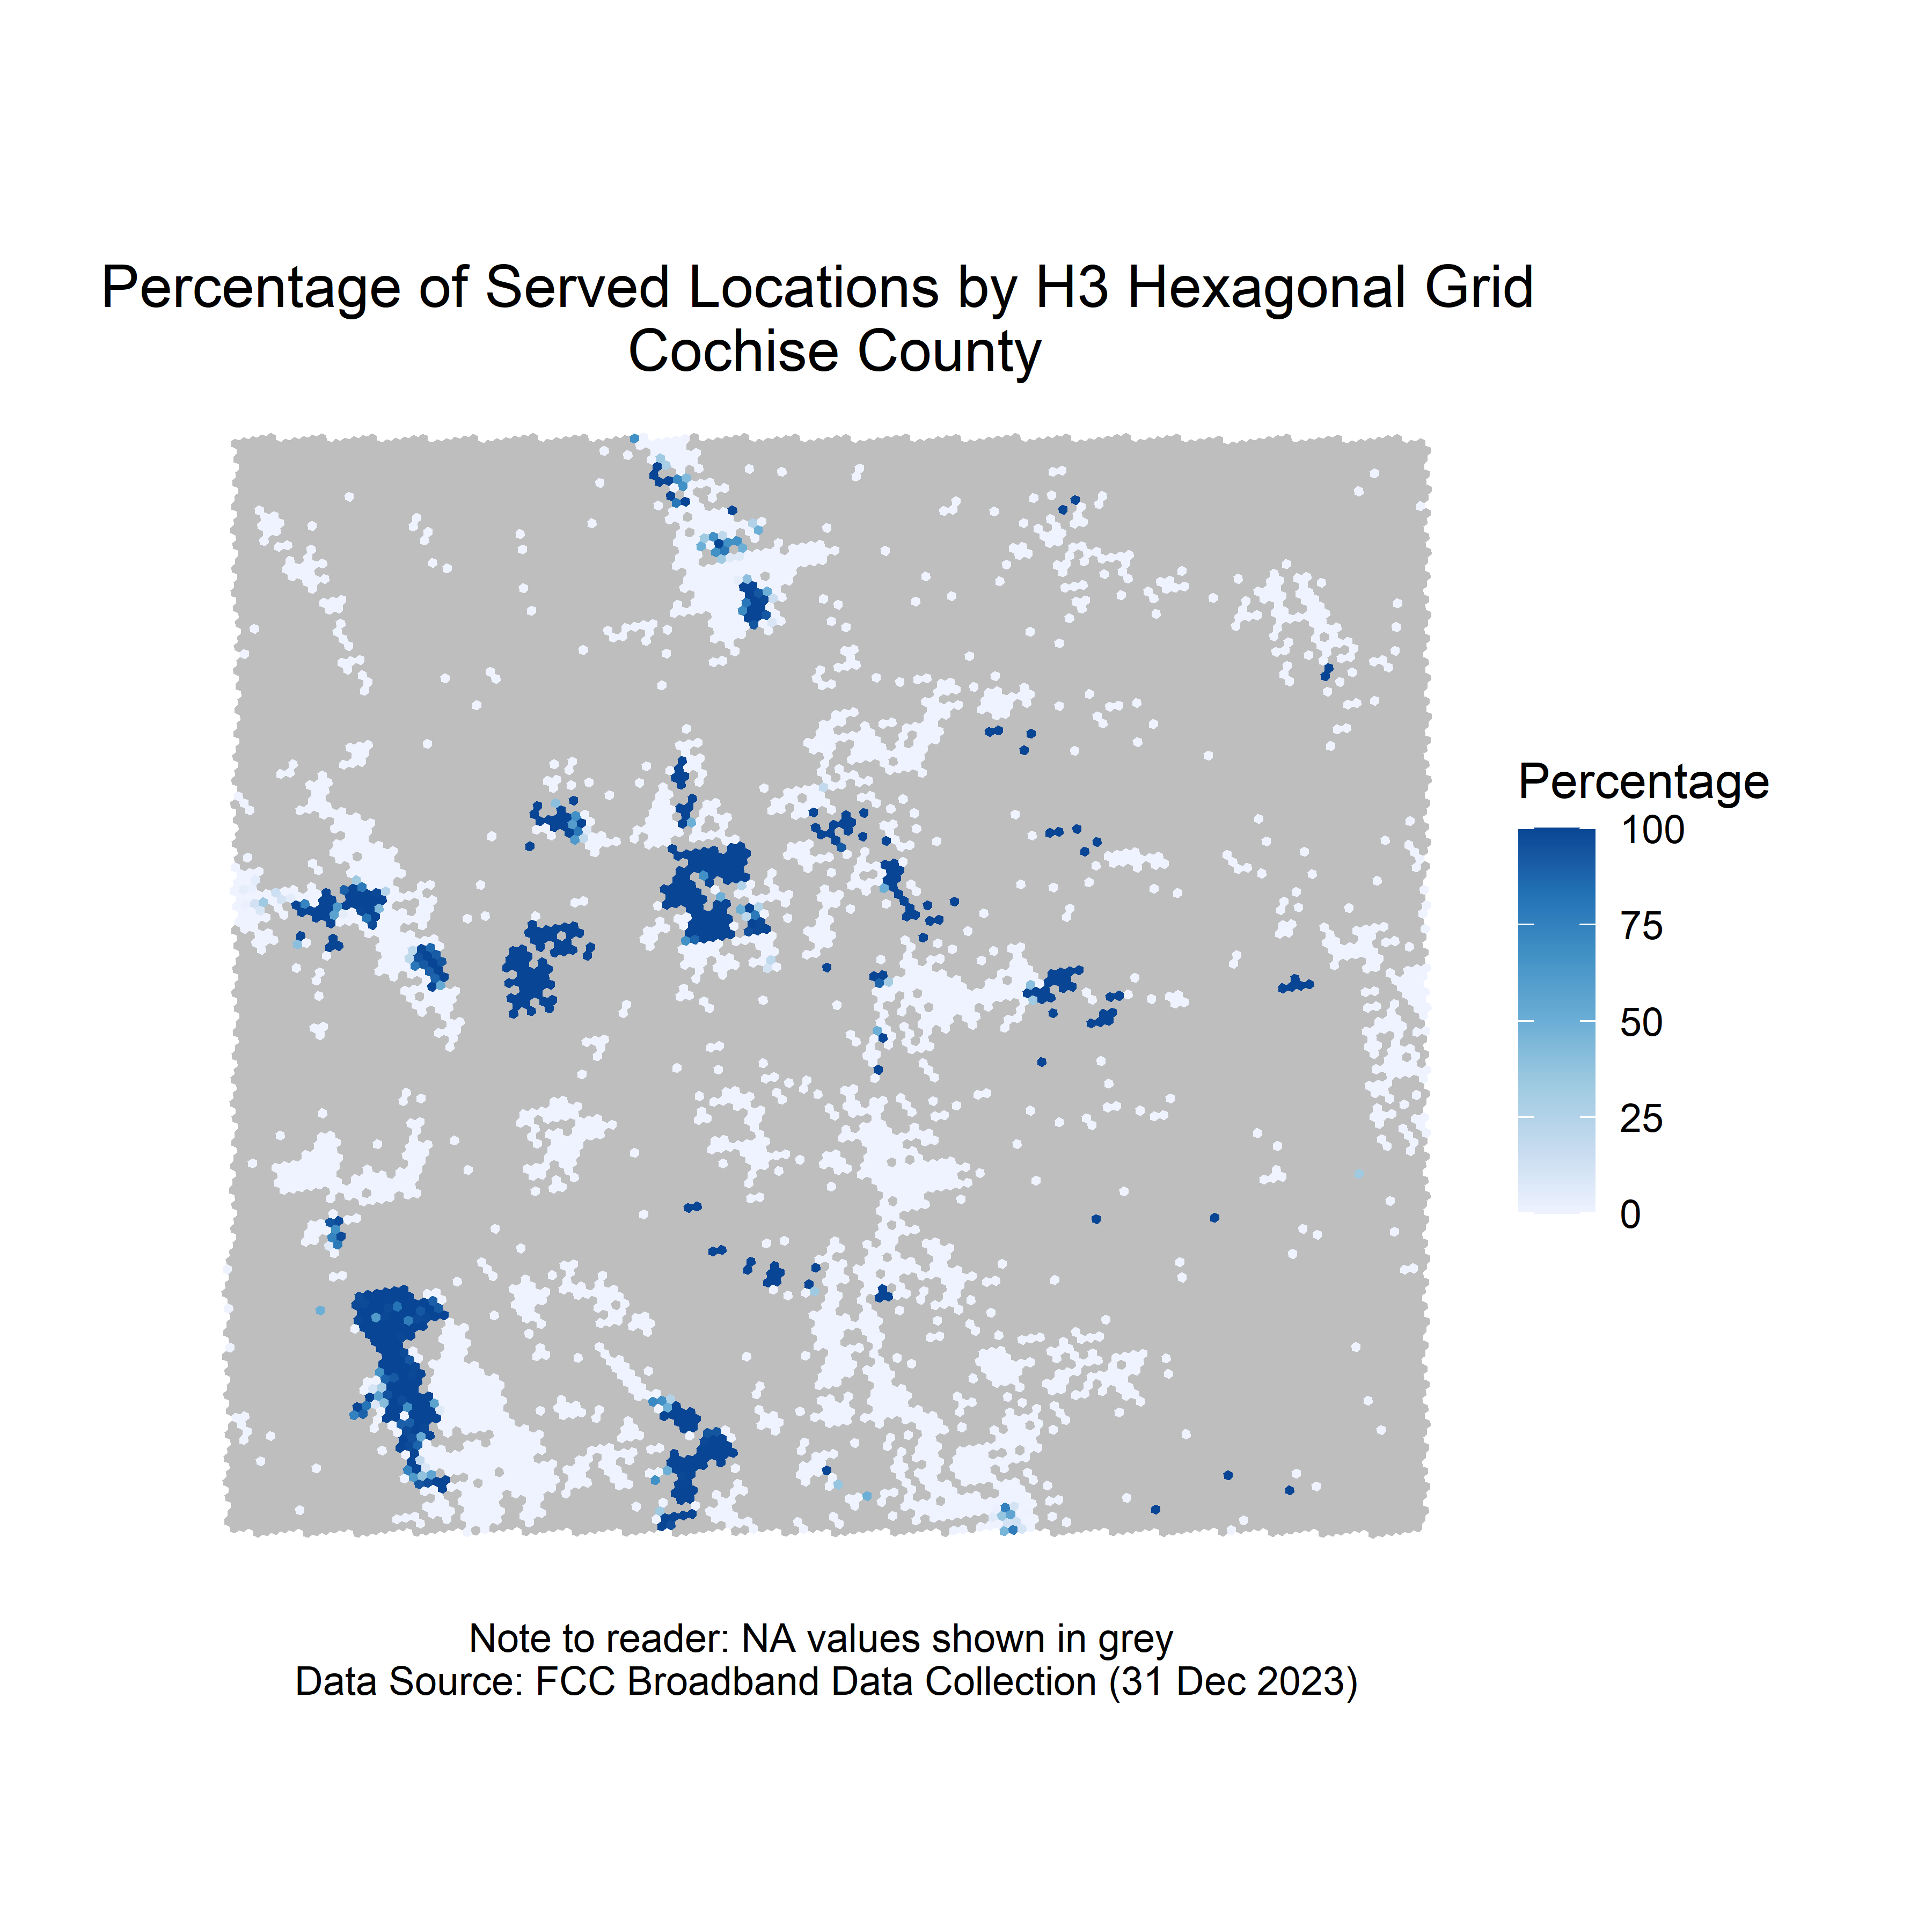 Percentage of Served Locations by H3 Hexagonal Grid
Cochise County
Percentage
100
75
50
25
0
Note to reader: NA values shown in grey
Data Source: FCC Broadband Data Collection (31 Dec 2023)